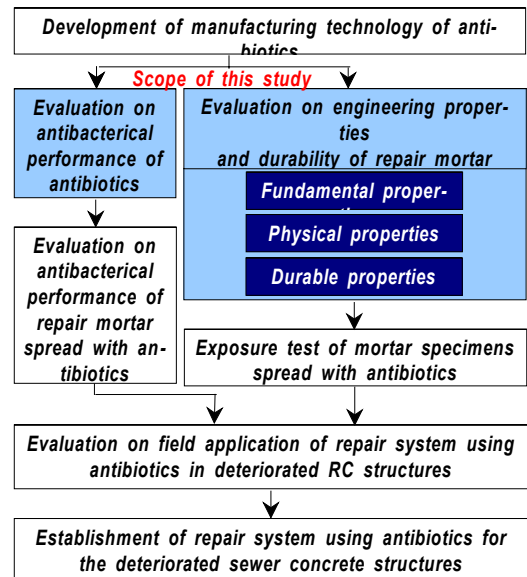 Development of manufacturing technology of anti-
biotics
Scope of this study
Evaluation on
antibacterical
performance of
antibiotics
Evaluation on engineering proper-
ties
and durability of repair mortar
Fundamental proper-
Physical properties
Durable properties
Evaluation on
antibacterical
performance of
repair mortar
spread with an-
tibiotics
Exposure test of mortar specimens
spread with antibiotics
Evaluation on field application of repair system using
antibiotics in deteriorated RC structures
Establishment of repair system using antibiotics for
the deteriorated sewer concrete structures